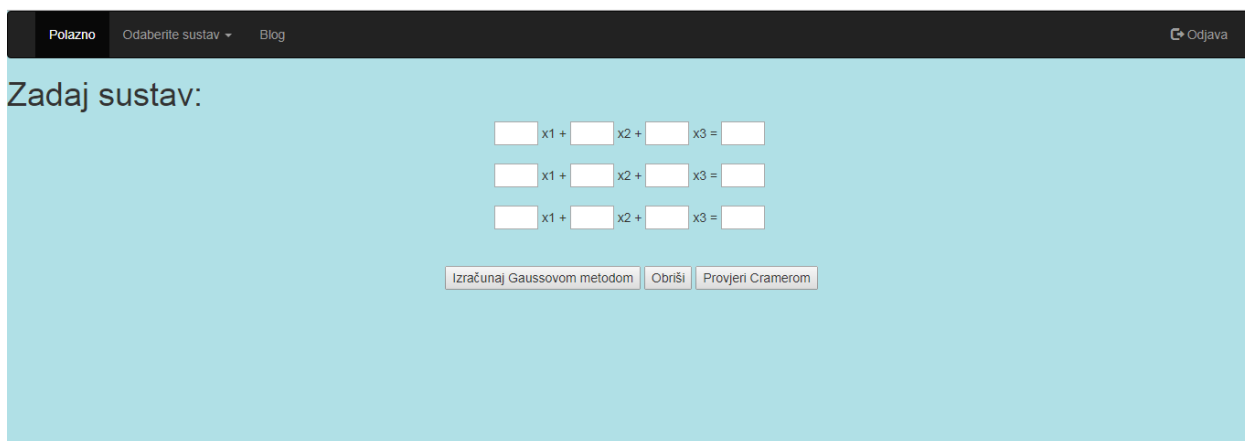 Polazno Odaberite sustav Blog Odjava
Zadaj sustav:
x1 + x2 + x3 =
x1 + x2 + x3 =
x1 + x2 + x3 =
Izračunaj Gaussovom metodom Obriši Provjeri Cramerom